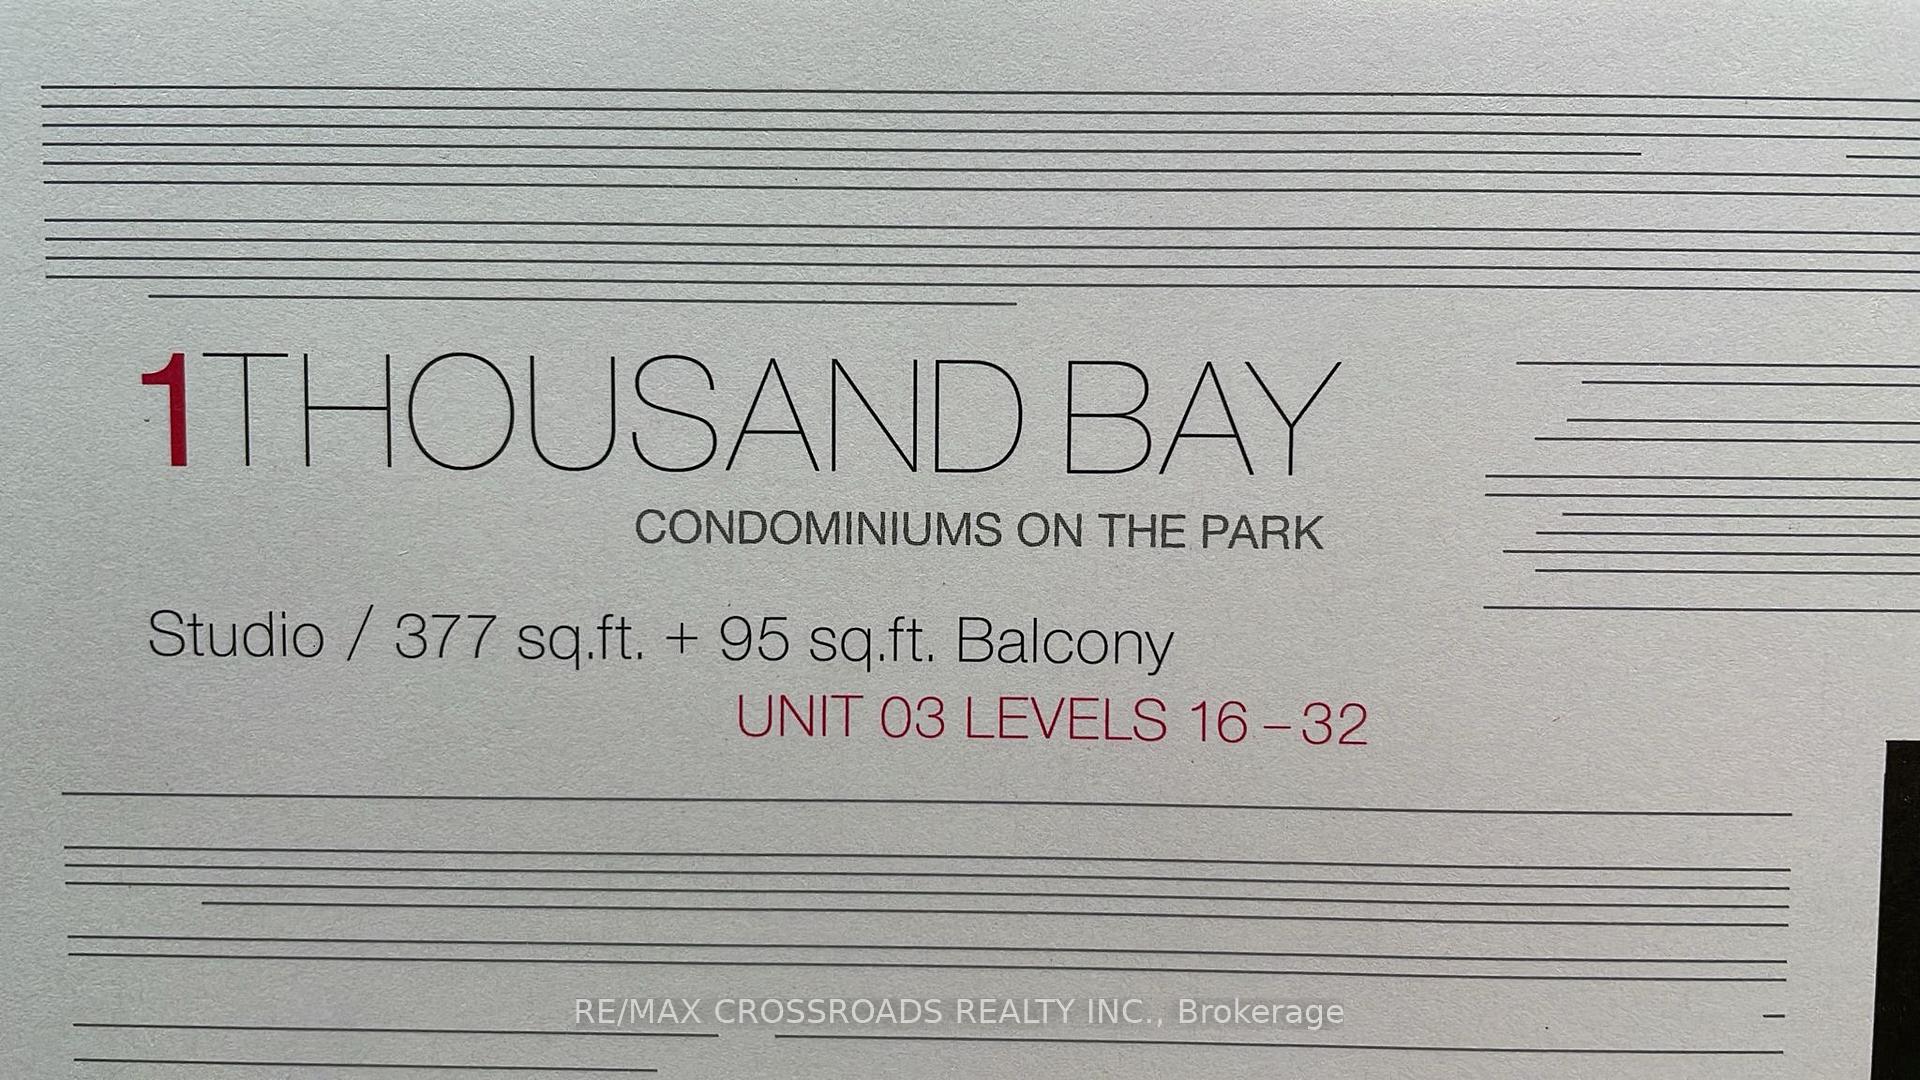 1THOUSAND BAY
CONDOMINIUMS ON THE PARK
Studio / 377 sq.ft. + 95 sq.ft. Balcony
UNIT 03 LEVELS 16 – 32
RE/MAX CROSSROADS REALTY INC., Brokerage